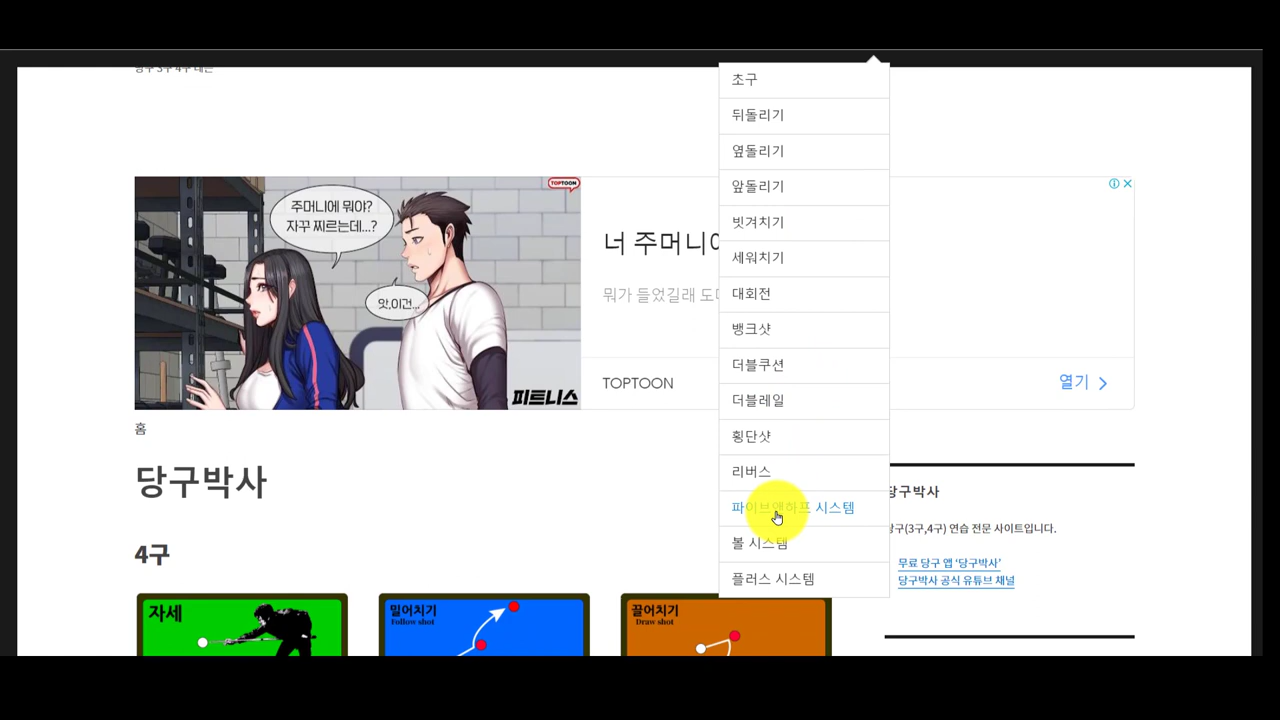 당구 3구 4구 레슨
초구
뒤돌리기
옆돌리기
앞돌리기
빗겨치기
세워치기
대회전
뱅크샷
더블쿠션
더블레일
횡단샷
리버스
파이브앤하프 시스템
볼 시스템
플러스 시스템
TOPTOON
주머니에 뭐야?
자꾸 찌르는데...?
앗,이건...
피트니스
너 주머니에
뭐가 들었길래
TOPTOON
열기
홈
당구박사
4구
자세
밀어치기
Follow shot
끌어치기
Draw shot
당구박사
당구(3구,4구) 연습 전문 사이트입니다.
무료 당구 앱 ‘당구박사’
당구박사 공식 유튜브 채널